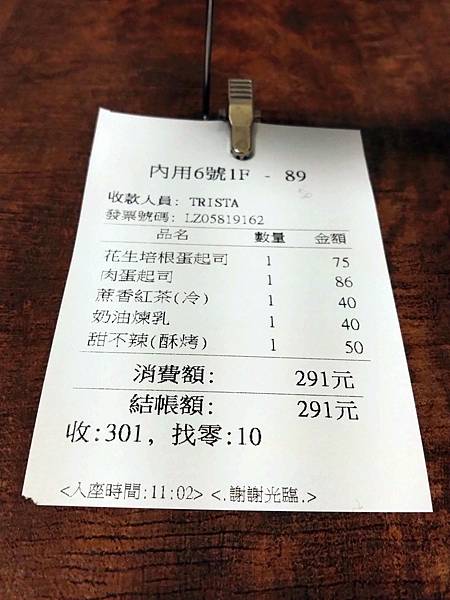 內用6號1F - 89
收款人員: TRISTA
發票號碼: LZ05819162
品名 數量 金額
花生培根蛋起司 1 75
肉蛋起司 1 86
蔗香紅茶(冷) 1 40
奶油煉乳 1 40
甜不辣(酥烤) 1 50
消費額: 291元
結帳額: 291元
收:301, 找零:10
<入座時間:11:02> <.謝謝光臨.>